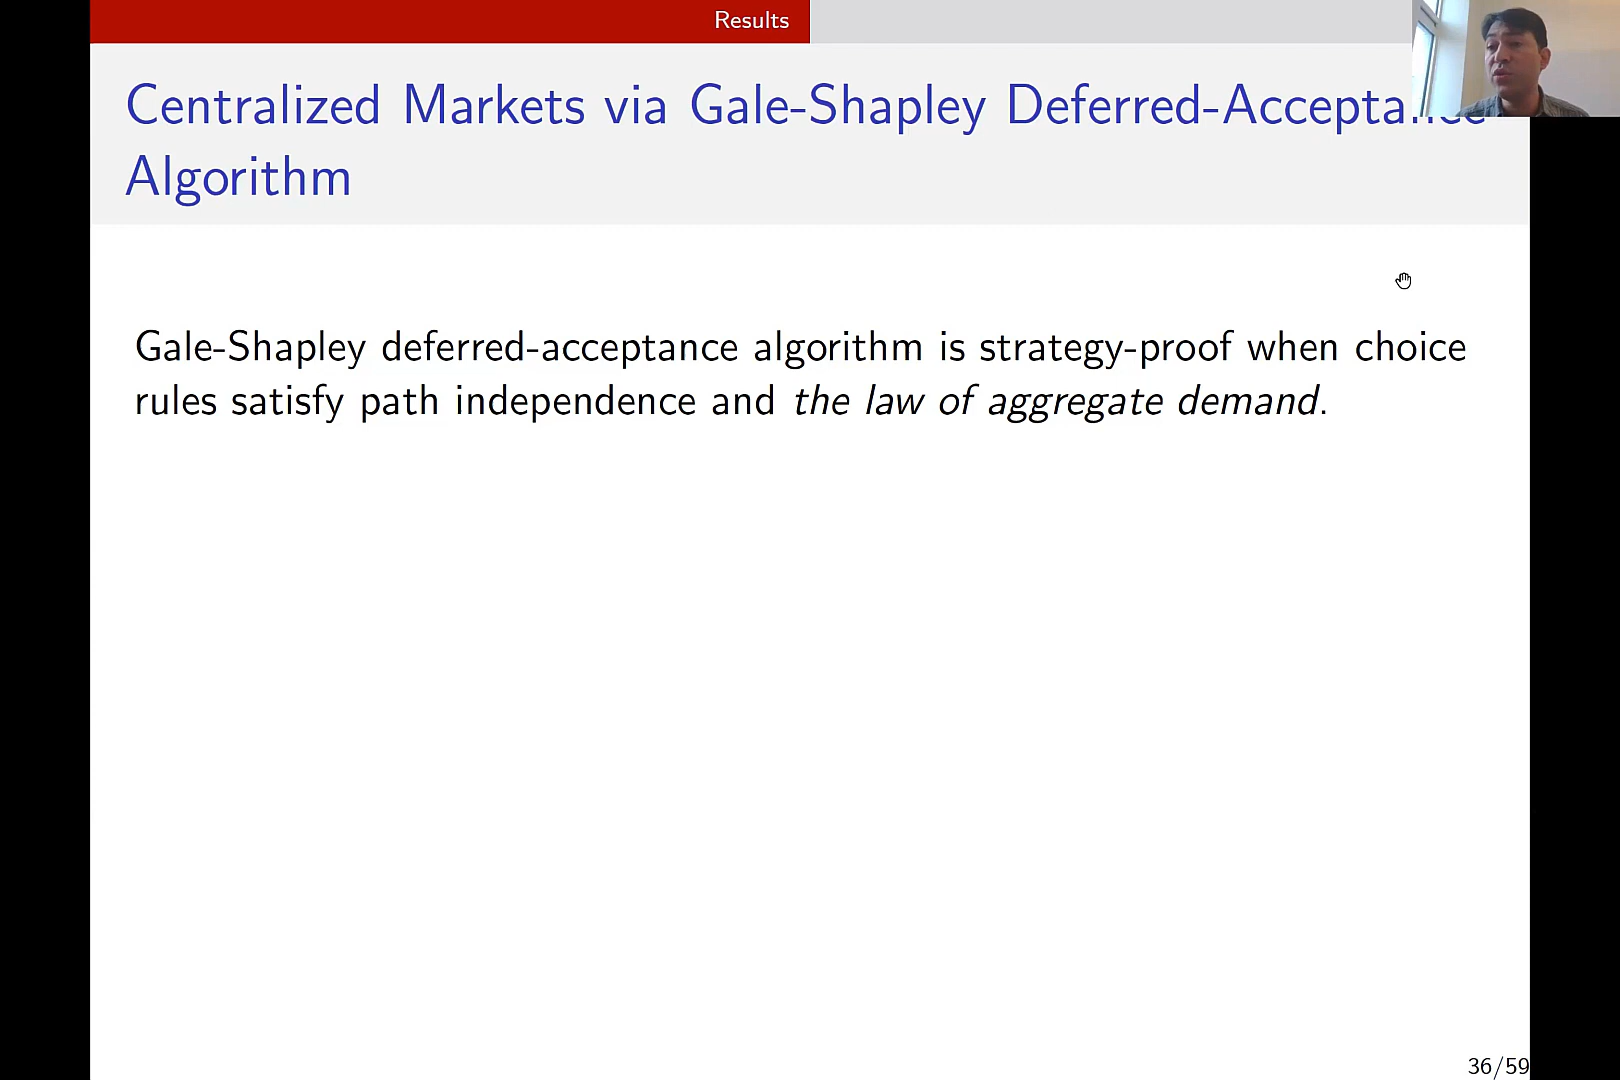 Results
Centralized Markets via Gale-Shapley Deferred-Acceptance
Algorithm
Gale-Shapley deferred-acceptance algorithm is strategy-proof when choice
rules satisfy path independence and the law of aggregate demand.
36/59